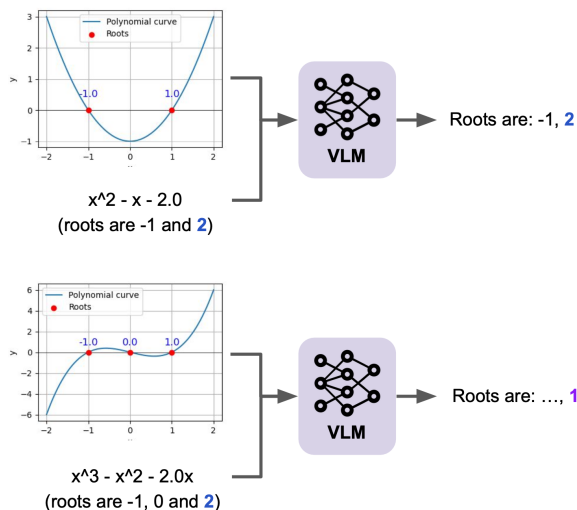 3
2
1
0
−1
y
Polynomial curve
Roots
-1.0
1.0
−2
−1
0
1
2
x^2 - x - 2.0
(roots are -1 and 2)
VLM
Roots are: -1, 2
6
4
2
0
−2
−4
−6
y
Polynomial curve
Roots
-1.0
0.0
1.0
−2
−1
0
1
2
x^3 - x^2 - 2.0x
(roots are -1, 0 and 2)
VLM
Roots are: …, 1